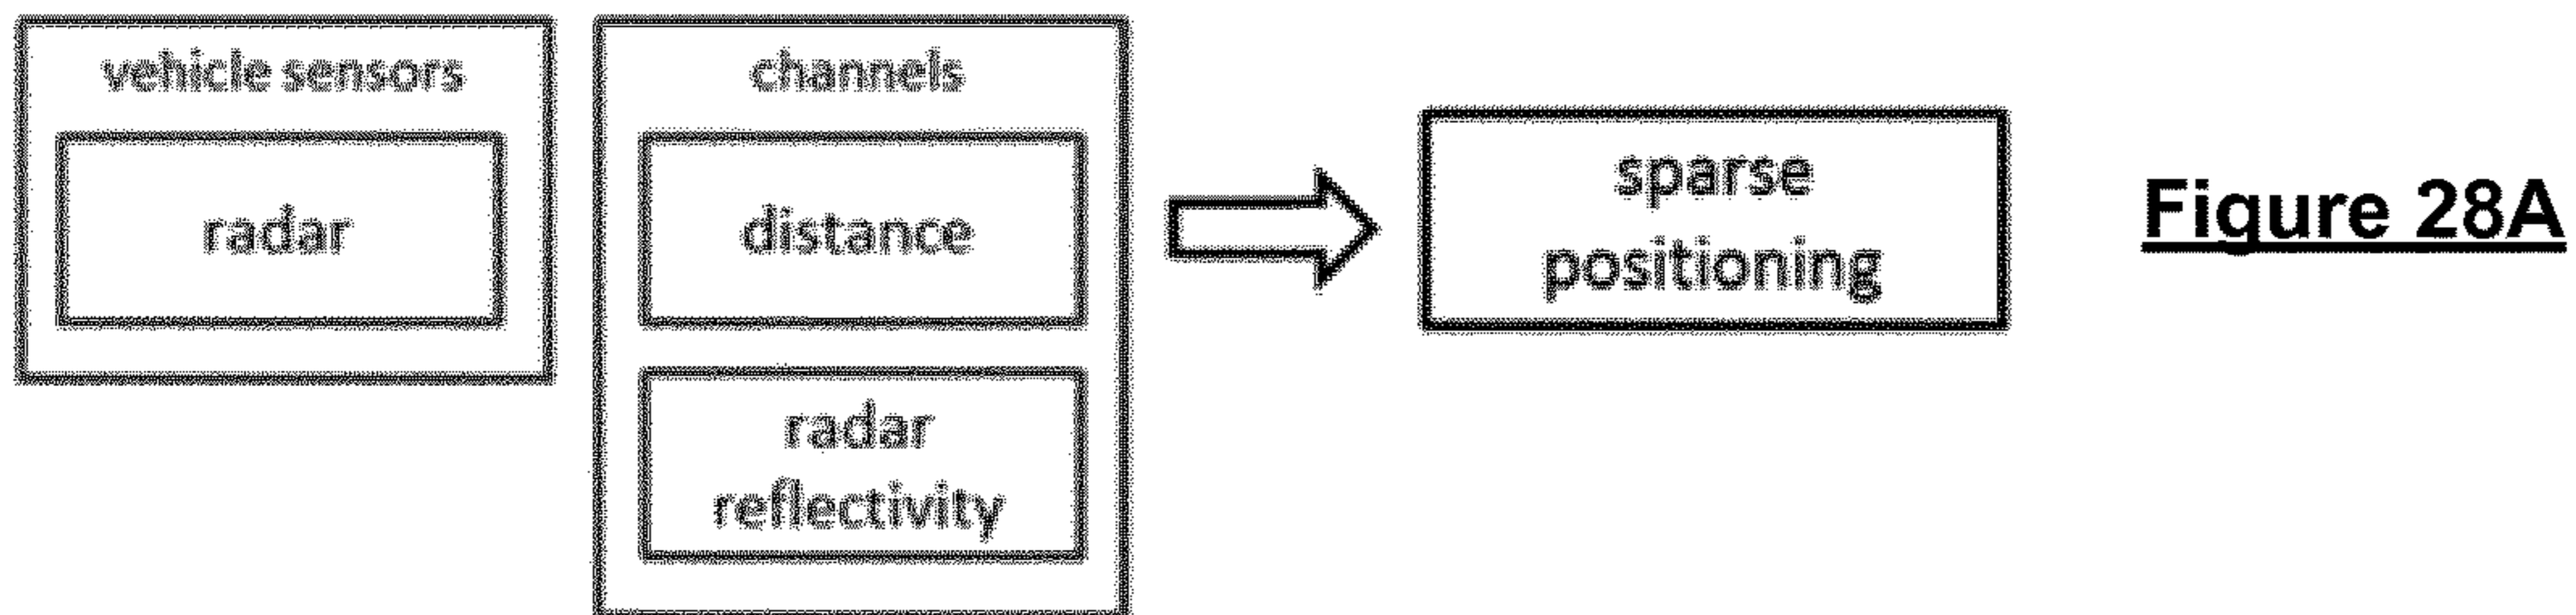 vehicle sensors
radar
channels
distance
radar
reflectivity
sparse
positioning
Figure 28A